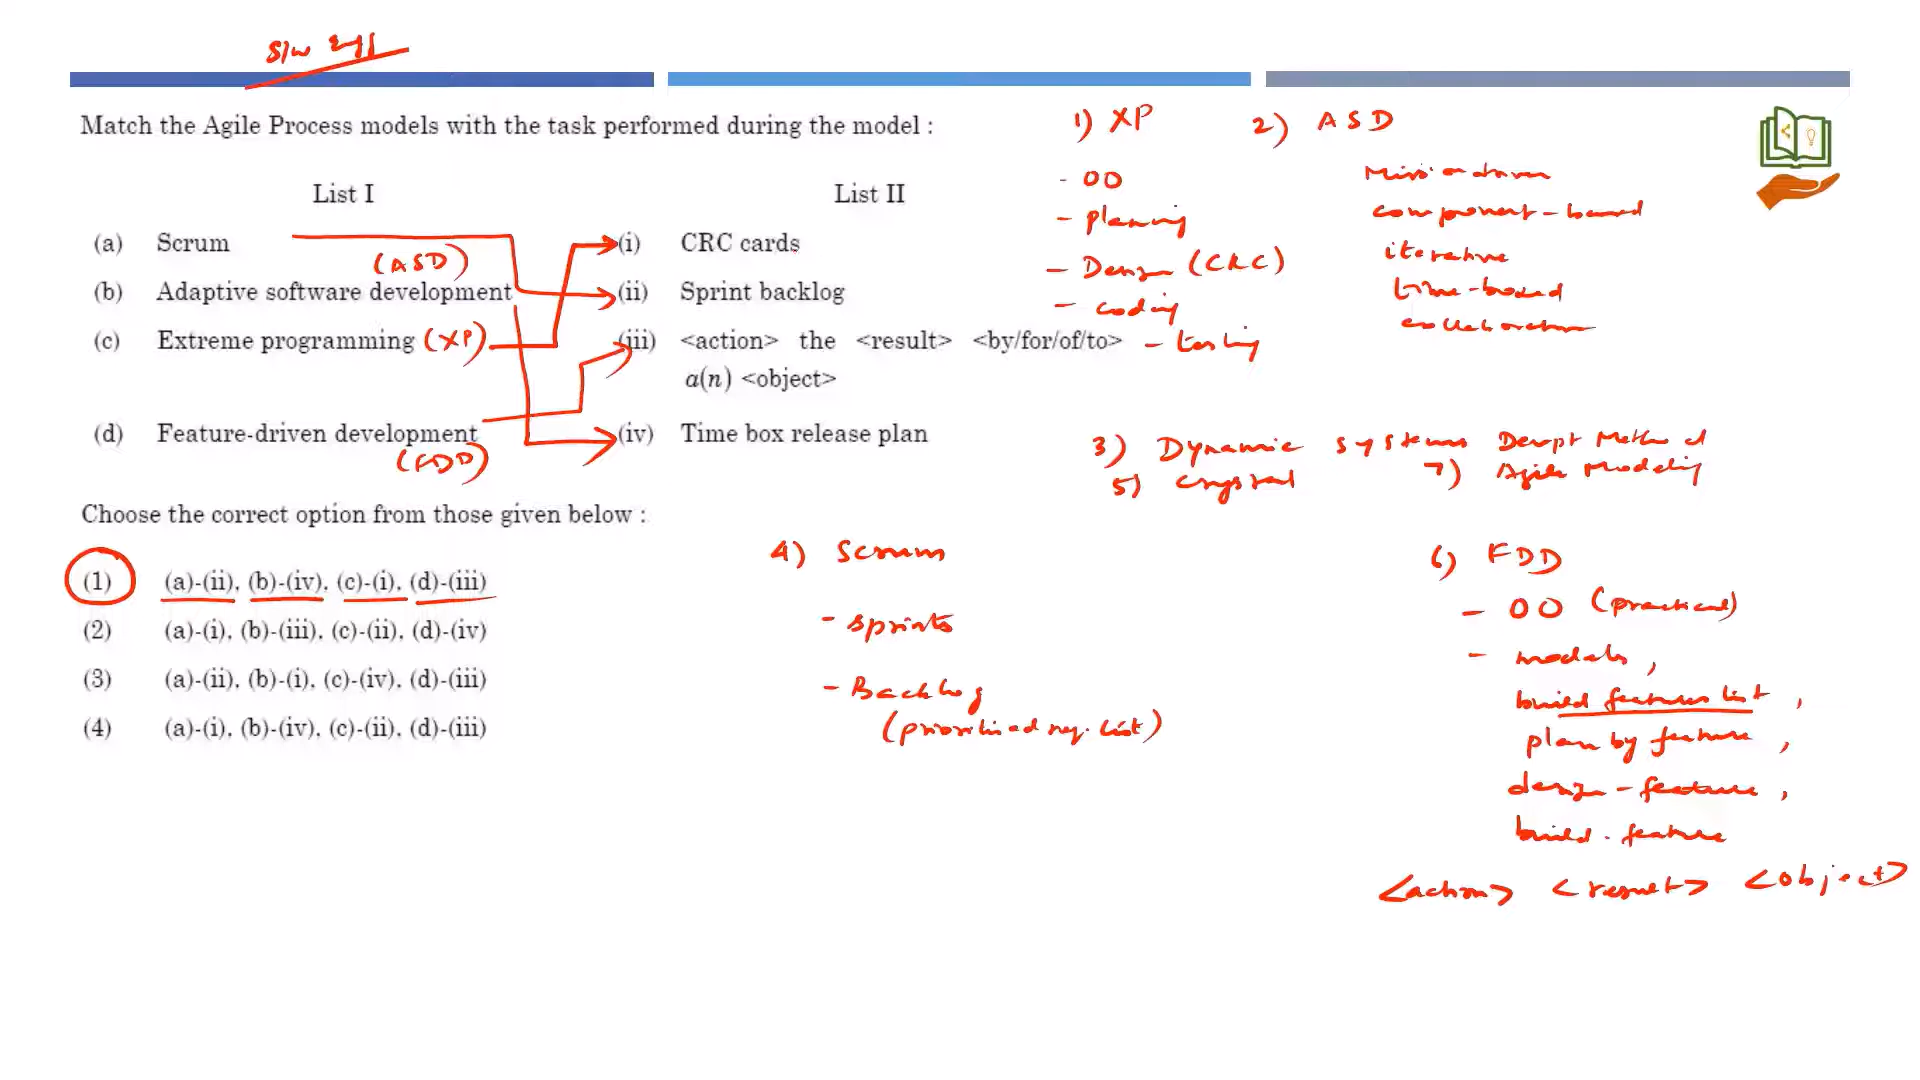 S/W Egg
Match the Agile Process models with the task performed during the model :
List I List II
(a) Scrum (i) CRC cards
(ASD)
(b) Adaptive software development (ii) Sprint backlog
(c) Extreme programming (XP) (iii) <action> the <result> <by/for/of/to>
a(n) <object>
(d) Feature-driven development (iv) Time box release plan
(FDD)
Choose the correct option from those given below :
(1) (a)-(ii), (b)-(iv), (c)-(i), (d)-(iii)
(2) (a)-(i), (b)-(iii), (c)-(ii), (d)-(iv)
(3) (a)-(ii), (b)-(i), (c)-(iv), (d)-(iii)
(4) (a)-(i), (b)-(iv), (c)-(ii), (d)-(iii)
1) XP
- OO
- planning
- Design (CRC)
- coding
- testing
2) ASD
Mission driven
component-based
iterative
time-boxed
collaboration
3) Dynamic Systems Devpt Method
5) Crystal 7) Agile Modeling
4) Scrum
- sprints
- Backlog
(prioritized req. list)
6) FDD
- OO (practical)
- models,
build features list,
plan by feature,
design - feature,
build - feature
<action> <result> <object>